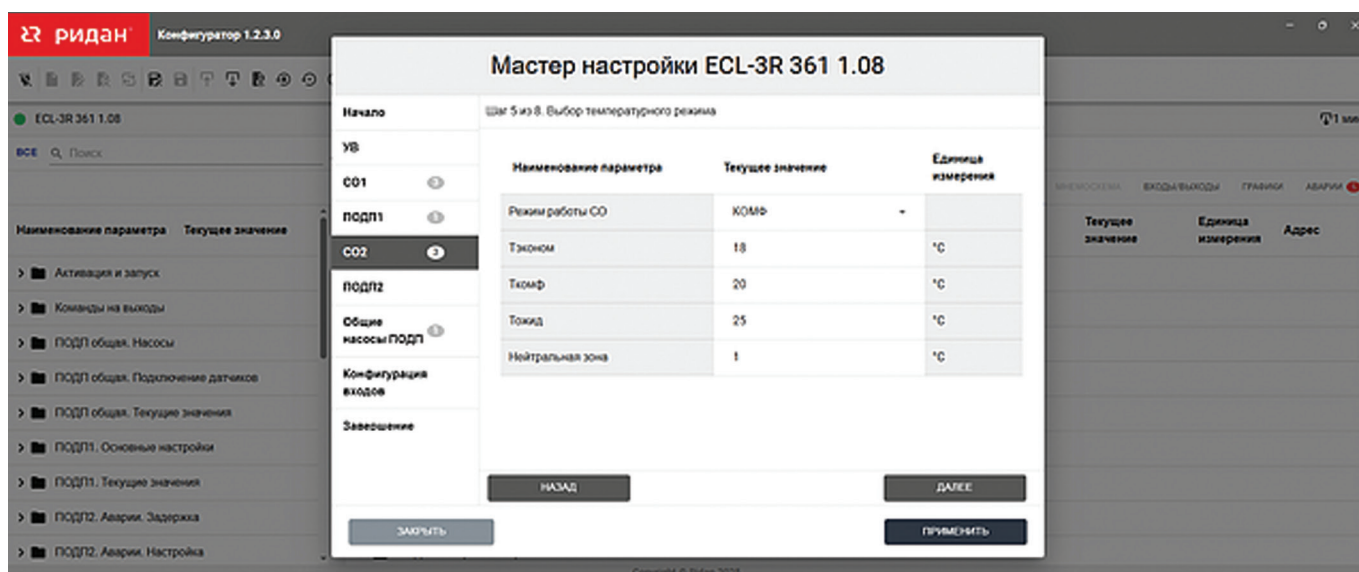 ридан
Конфигуратор 1.2.3.0
ECL-3R 361 1.08
1 мин
ВСЕ
Поиск
МНЕМОСХЕМА ВХОДЫ/ВЫХОДЫ ГРАФИКИ АВАРИИ
Наименование параметра Текущее значение
Текущее значение
Единица измерения
Адрес
Активация и запуск
Команды на выходы
ПОДП общая. Насосы
ПОДП общая. Подключение датчиков
ПОДП общая. Текущие значения
ПОДП1. Основные настройки
ПОДП1. Текущие значения
ПОДП2. Аварии. Задержка
ПОДП2. Аварии. Настройка
Мастер настройки ECL-3R 361 1.08
Начало
УВ
СО1 3
ПОДП1
СО2 3
ПОДП2
Общие
насосы ПОДП
Конфигурация
входов
Завершение
Шаг 5 из 8. Выбор температурного режима
Наименование параметра Текущее значение Единица измерения
Режим работы СО КОМФ
Тэконом 18 °C
Ткомф 20 °C
Тожид 25 °C
Нейтральная зона 1 °C
НАЗАД ДАЛЕЕ
ЗАКРЫТЬ ПРИМЕНИТЬ